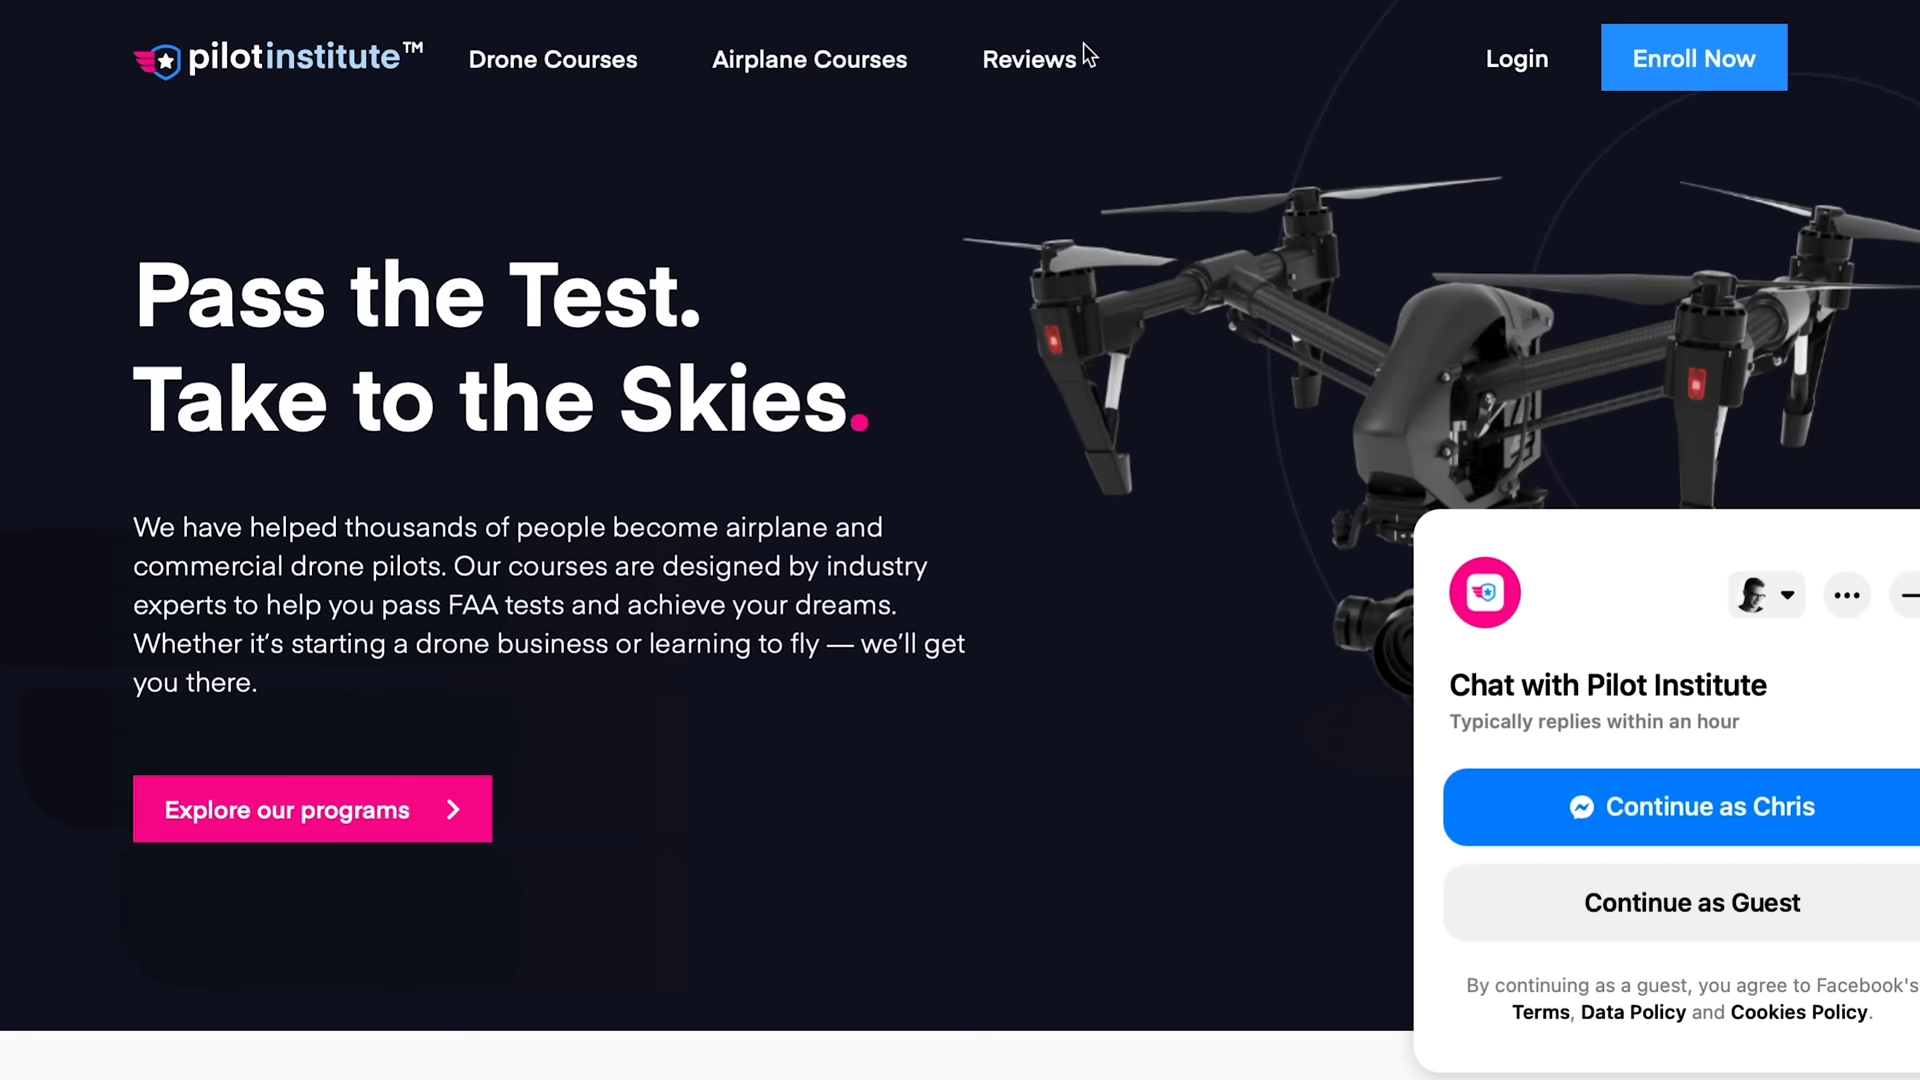 pilotinstitute™
Drone Courses
Airplane Courses
Reviews
Login
Enroll Now
Pass the Test.
Take to the Skies.
We have helped thousands of people become airplane and
commercial drone pilots. Our courses are designed by industry
experts to help you pass FAA tests and achieve your dreams.
Whether it’s starting a drone business or learning to fly — we’ll get
you there.
Explore our programs
Chat with Pilot Institute
Typically replies within an hour
Continue as Chris
Continue as Guest
By continuing as a guest, you agree to Facebook's
Terms, Data Policy and Cookies Policy.